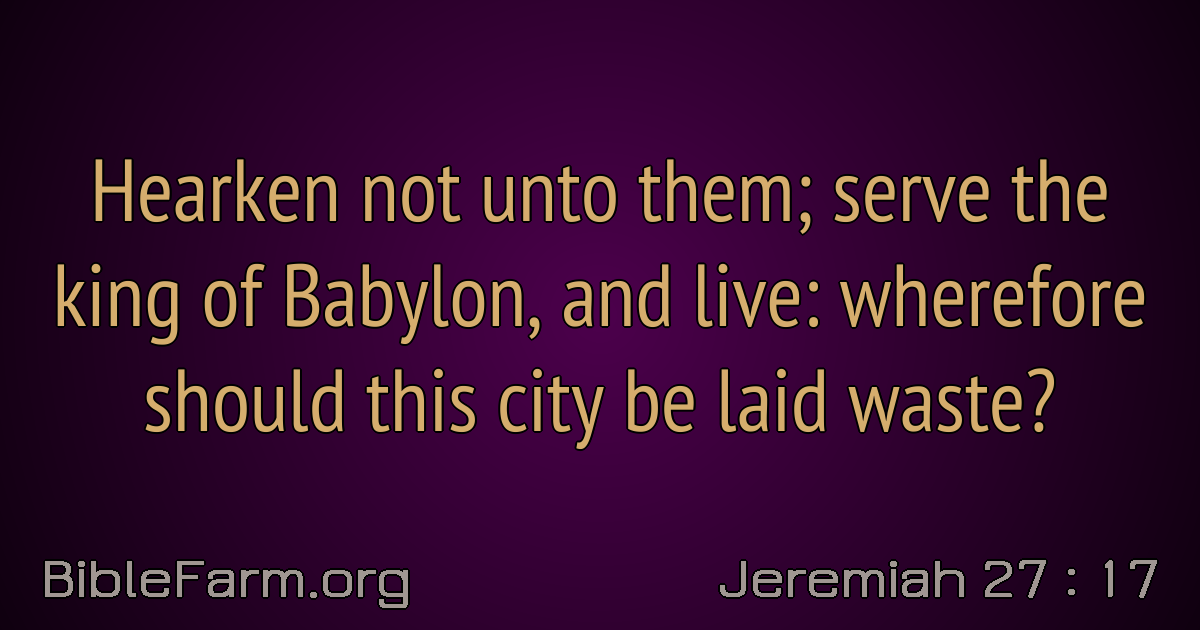 Hearken not unto them; serve the
king of Babylon, and live: wherefore
should this city be laid waste?
BibleFarm.org
Jeremiah 27 : 17